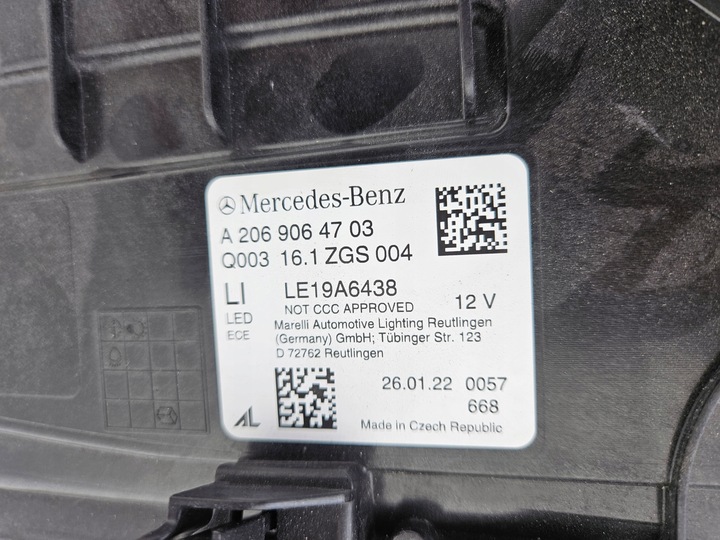 Mercedes-Benz
A 206 906 47 03
Q003 16.1 ZGS 004
LI LE19A6438
LED NOT CCC APPROVED 12 V
ECE Marelli Automotive Lighting Reutlingen
(Germany) GmbH; Tübinger Str. 123
D 72762 Reutlingen
26.01.22 0057
668
AL Made in Czech Republic